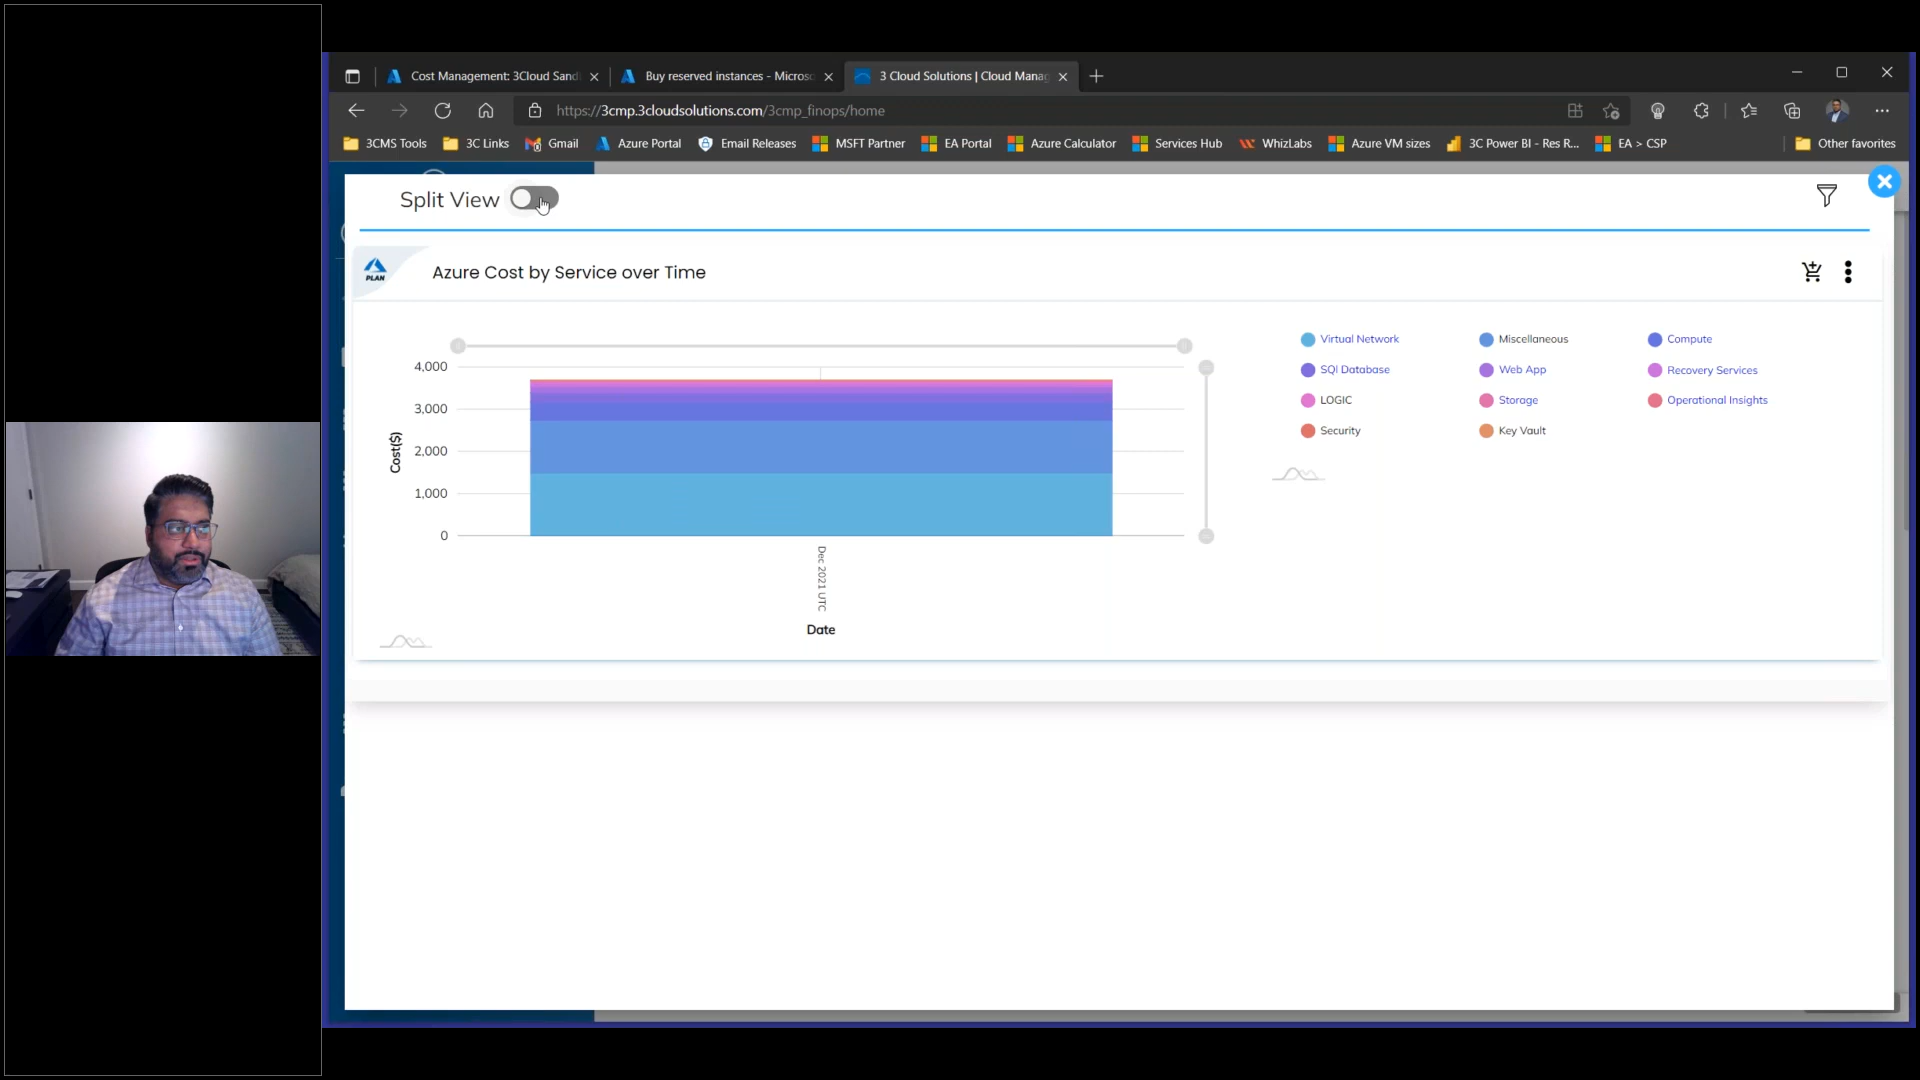 Cost Management: 3Cloud Sand
Buy reserved instances - Microso
3 Cloud Solutions | Cloud Manag
https://3cmp.3cloudsolutions.com/3cmp_finops/home
3CMS Tools
3C Links
Gmail
Azure Portal
Email Releases
MSFT Partner
EA Portal
Azure Calculator
Services Hub
WhizLabs
Azure VM sizes
3C Power BI - Res R...
EA > CSP
Other favorites
Split View
PLAN
Azure Cost by Service over Time
Cost($)
4,000
3,000
2,000
1,000
0
Dec 2021 UTC
Date
Virtual Network
Miscellaneous
Compute
SQl Database
Web App
Recovery Services
LOGIC
Storage
Operational Insights
Security
Key Vault